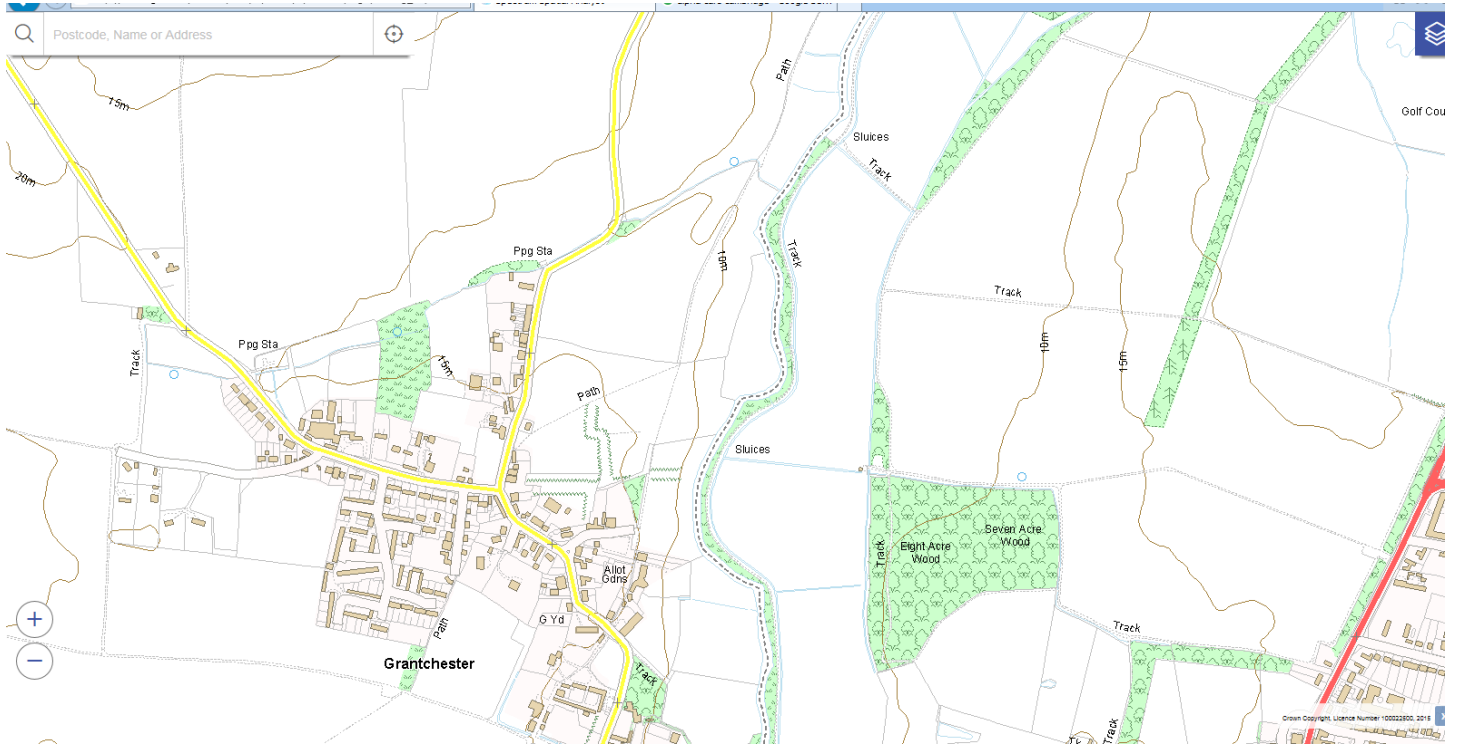 Postcode, Name or Address
15m
20m
Path
Sluices
Track
Golf Cou
Ppg Sta
10m
Track
Track
Ppg Sta
Track
15m
10m
15m
Path
Sluices
Seven Acre
Wood
Eight Acre
Wood
Track
Allot
Gdns
G Yd
Path
Track
Grantchester
Track
Track
Tk
Crown Copyright, Licence Number 100022500, 2015